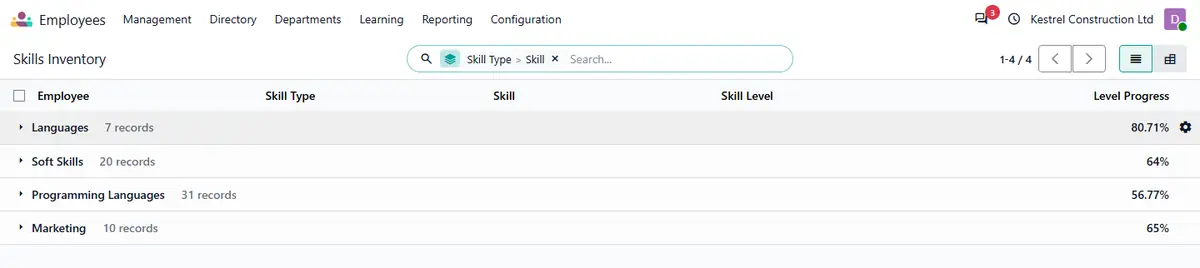 Employees Management Directory Departments Learning Reporting Configuration 3 Kestrel Construction Ltd D
Skills Inventory Skill Type > Skill × Search... 1-4 / 4
Employee Skill Type Skill Skill Level Level Progress
Languages 7 records 80.71%
Soft Skills 20 records 64%
Programming Languages 31 records 56.77%
Marketing 10 records 65%